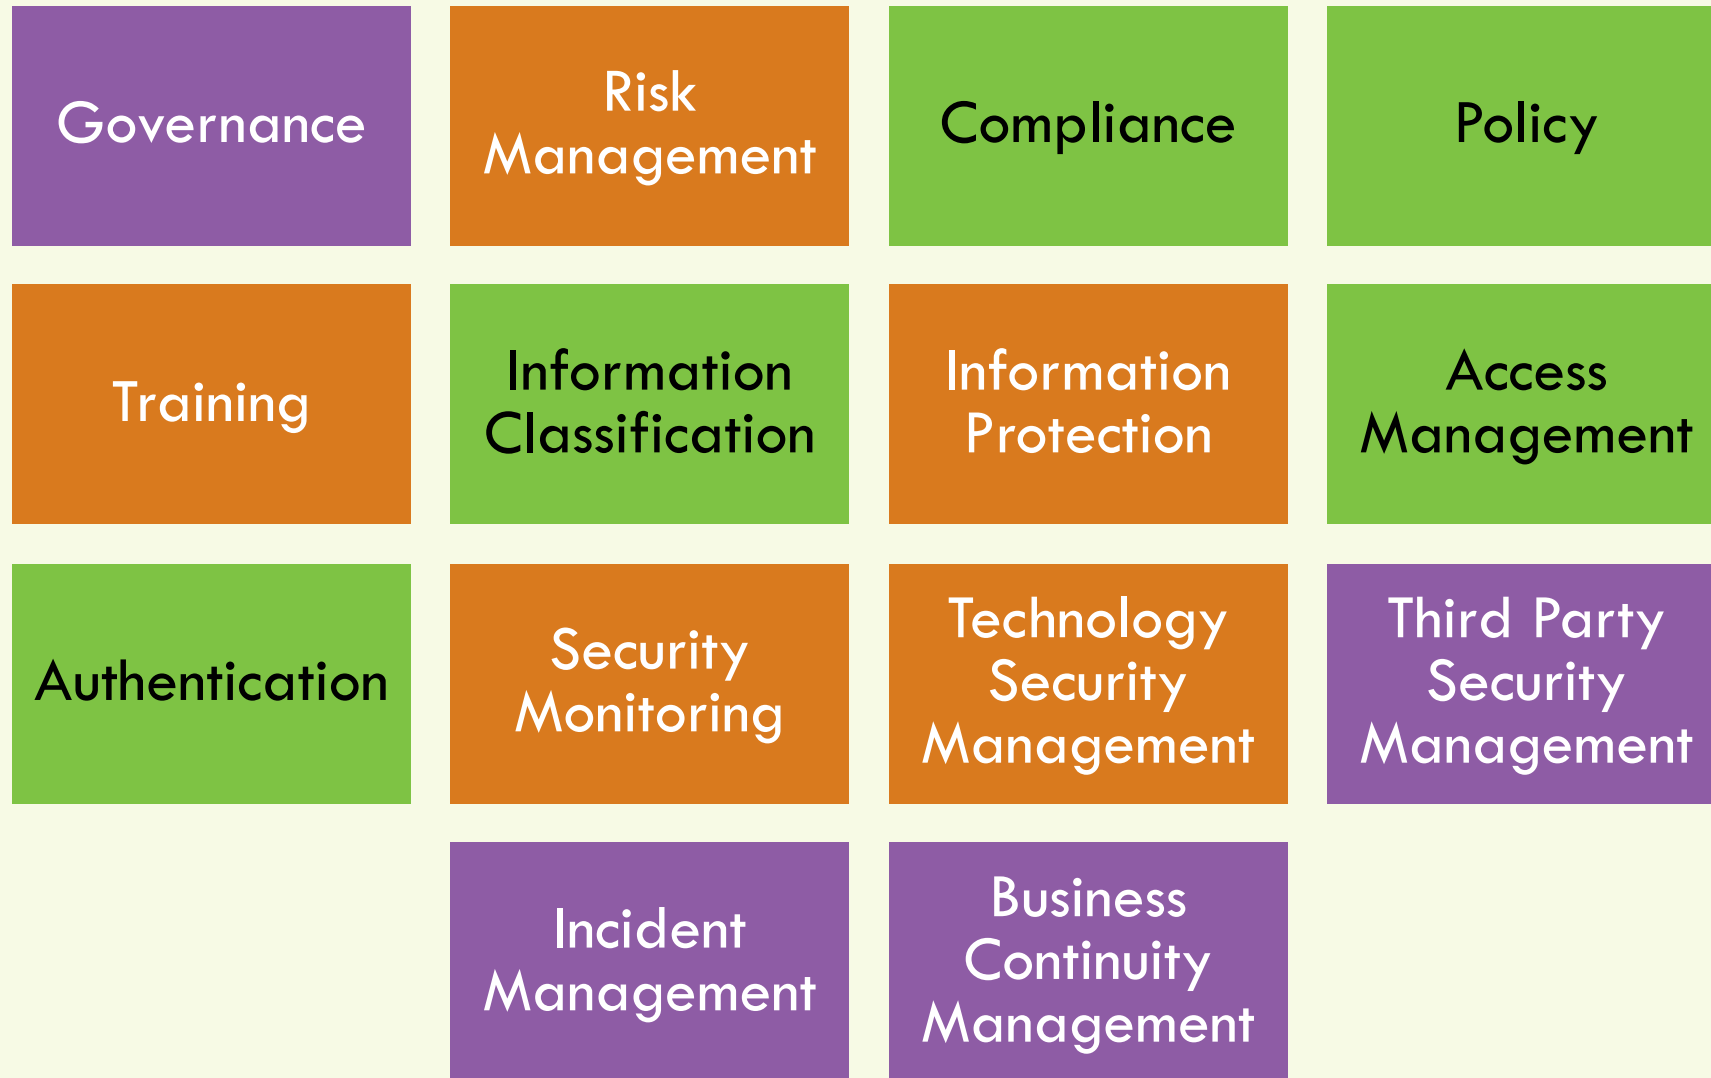 Governance
Risk
Management
Compliance
Policy
Training
Information
Classification
Information
Protection
Access
Management
Authentication
Security
Monitoring
Technology
Security
Management
Third Party
Security
Management
Incident
Management
Business
Continuity
Management